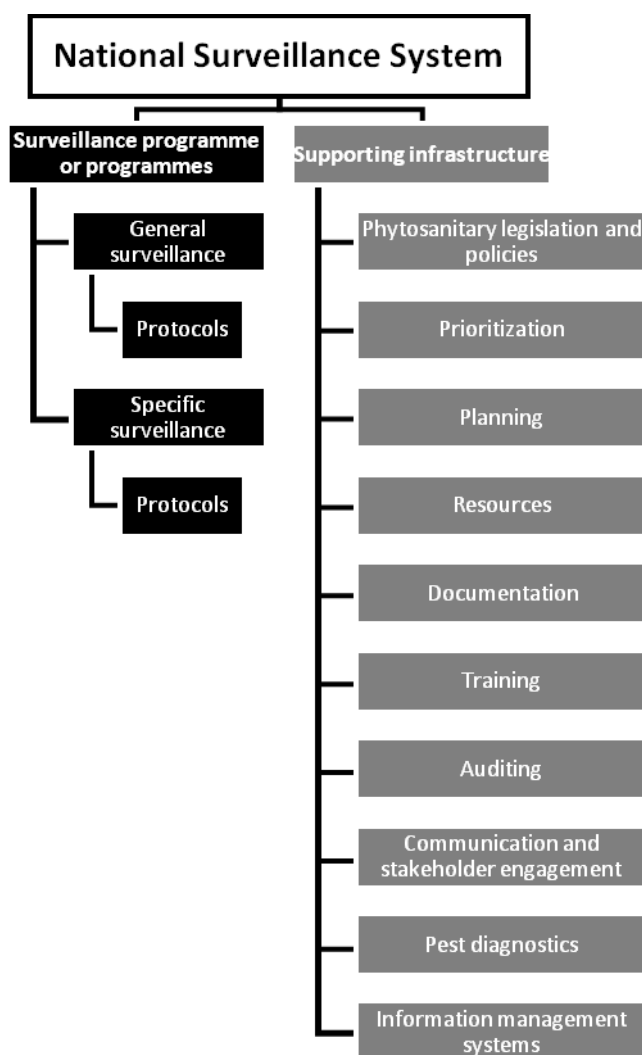 National Surveillance System
Surveillance programme
or programmes
Supporting infrastructure
General
surveillance
Protocols
Specific
surveillance
Protocols
Phytosanitary legislation and
policies
Prioritization
Planning
Resources
Documentation
Training
Auditing
Communication and
stakeholder engagement
Pest diagnostics
Information management
systems